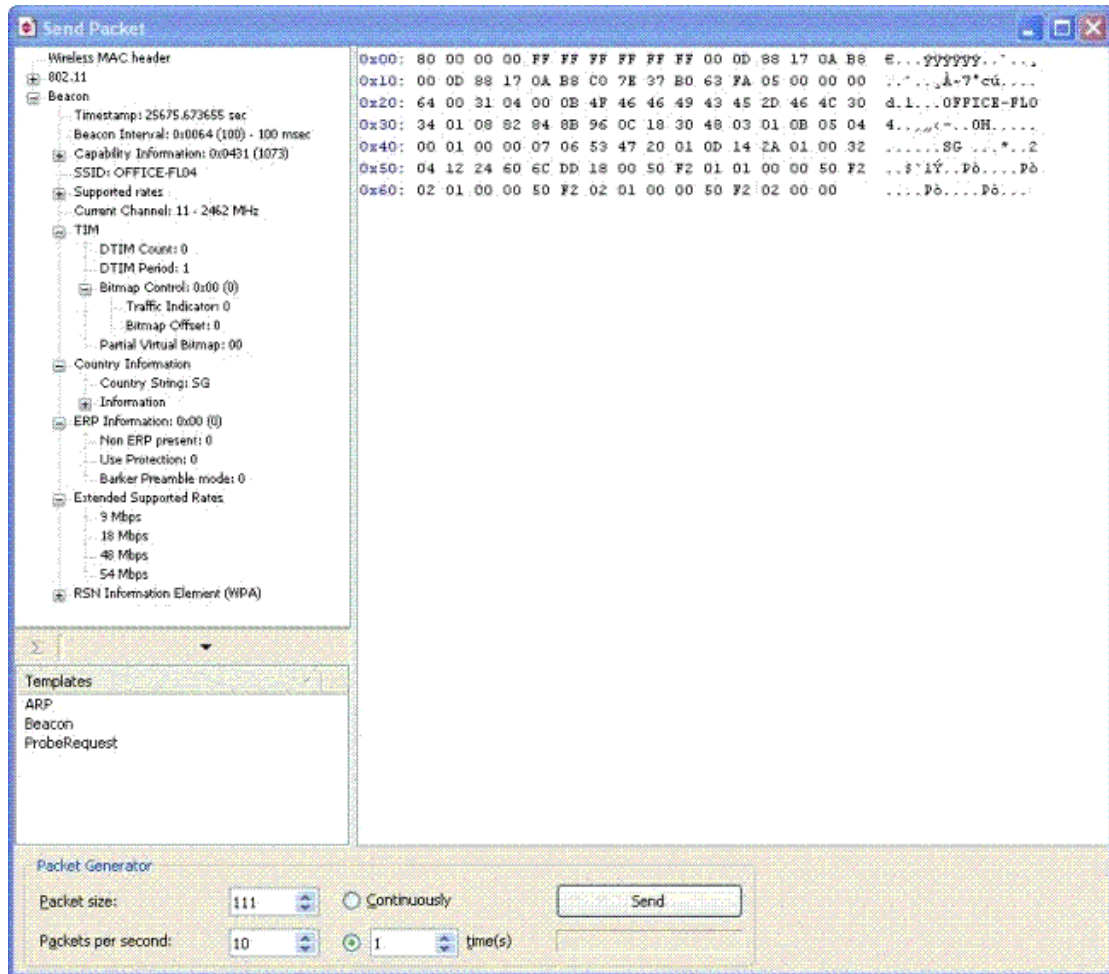 Send Packet
Wireless MAC header
802.11
Beacon
Timestamp: 25675.673655 sec
Beacon Interval: 0x0064 (100) - 100 msec
Capability Information: 0x0431 (1073)
SSID: OFFICE-FL04
Supported rates
Current Channel: 11 - 2462 MHz
TIM
DTIM Count: 0
DTIM Period: 1
Bitmap Control: 0x00 (0)
Traffic Indicator: 0
Bitmap Offset: 0
Partial Virtual Bitmap: 00
Country Information
Country String: SG
Information
ERP Information: 0x00 (0)
Non ERP present: 0
Use Protection: 0
Barker Preamble mode: 0
Extended Supported Rates
9 Mbps
18 Mbps
48 Mbps
54 Mbps
RSN Information Element (WPA)
0x00: 80 00 00 00 FF FF FF FF FF FF 00 0D 88 17 0A B8
0x10: 00 0D 88 17 0A B8 C0 7E 37 B0 63 FA 05 00 00 00
0x20: 64 00 31 04 00 0B 4F 46 46 49 43 45 2D 46 4C 30 d.1...OFFICE-FL0
0x30: 34 01 08 82 84 8B 96 0C 18 30 48 03 01 0B 05 04
0x40: 00 01 00 00 07 06 53 47 20 01 0D 14 2A 01 00 32 ......SG ...*..2
0x50: 04 12 24 60 6C DD 18 00 50 F2 01 01 00 00 50 F2 ..$`lÝ..Pò....Pò
0x60: 02 01 00 00 50 F2 02 01 00 00 50 F2 02 00 00 ....Pò....Pò...
Σ
Templates
ARP
Beacon
ProbeRequest
Packet Generator
Packet size: 111 Continuously Send
Packets per second: 10 1 time(s)